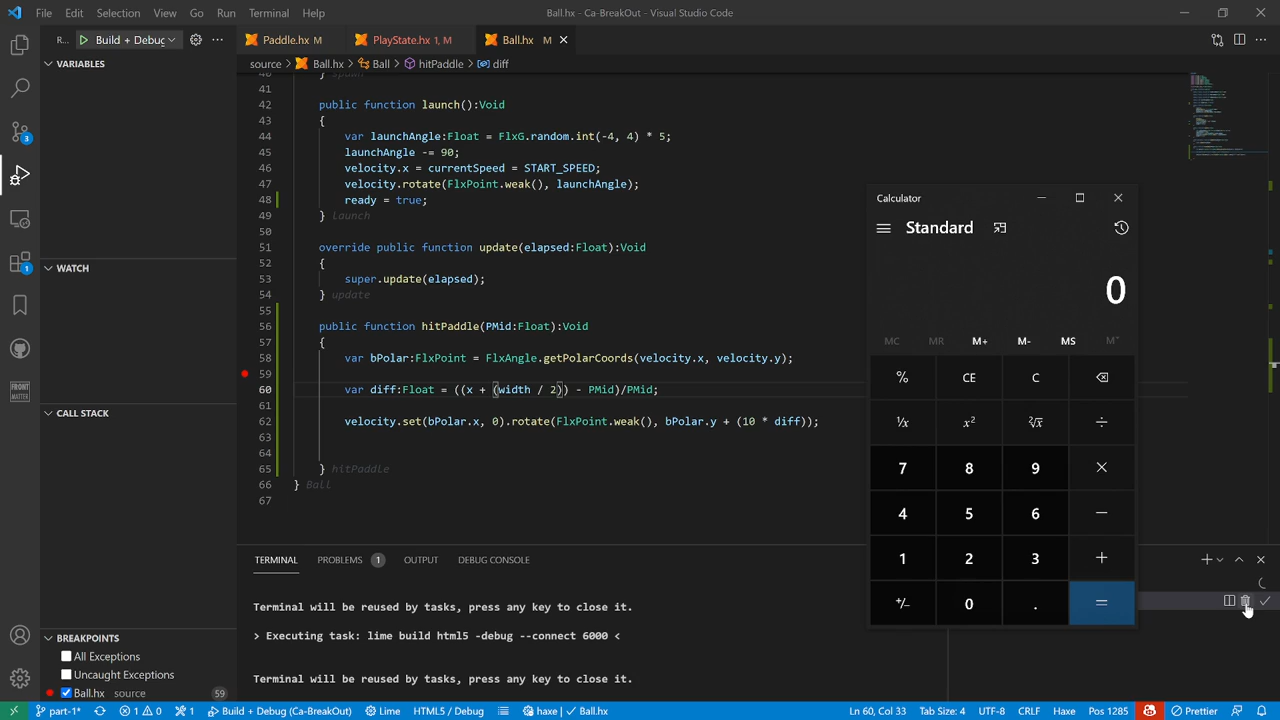 File Edit Selection View Go Run Terminal Help
Ball.hx - Ca-BreakOut - Visual Studio Code
R... Build + Debug
Paddle.hx M PlayState.hx 1, M Ball.hx M
source > Ball.hx > Ball > hitPaddle > diff
VARIABLES
WATCH
CALL STACK
BREAKPOINTS
All Exceptions
Uncaught Exceptions
Ball.hx source 59
3
1
FRONT MATTER
40 } spawn
41
42 public function launch():Void
43 {
44 var launchAngle:Float = FlxG.random.int(-4, 4) * 5;
45 launchAngle -= 90;
46 velocity.x = currentSpeed = START_SPEED;
47 velocity.rotate(FlxPoint.weak(), launchAngle);
48 ready = true;
49 } launch
50
51 override public function update(elapsed:Float):Void
52 {
53 super.update(elapsed);
54 } update
55
56 public function hitPaddle(PMid:Float):Void
57 {
58 var bPolar:FlxPoint = FlxAngle.getPolarCoords(velocity.x, velocity.y);
59
60 var diff:Float = ((x + (width / 2)) - PMid)/PMid;
61
62 velocity.set(bPolar.x, 0).rotate(FlxPoint.weak(), bPolar.y + (10 * diff));
63
64
65 } hitPaddle
66 } Ball
67
TERMINAL PROBLEMS 1 OUTPUT DEBUG CONSOLE
Terminal will be reused by tasks, press any key to close it.
> Executing task: lime build html5 -debug --connect 6000 <
Terminal will be reused by tasks, press any key to close it.
Calculator
Standard
0
MC MR M+ M- MS M˅
% CE C
¹/x x² ²√x ÷
7 8 9 ×
4 5 6 −
1 2 3 +
+/- 0 . =
part-1* 1 0 1 Build + Debug (Ca-BreakOut) Lime HTML5 / Debug haxe | ✓ Ball.hx
Ln 60, Col 33 Tab Size: 4 Pos 1285 UTF-8 CRLF Haxe Prettier